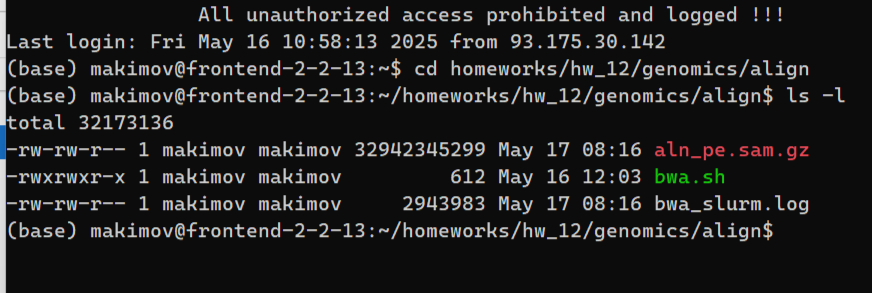 All unauthorized access prohibited and logged !!!
Last login: Fri May 16 10:58:13 2025 from 93.175.30.142
(base) makimov@frontend-2-2-13:~$ cd homeworks/hw_12/genomics/align
(base) makimov@frontend-2-2-13:~/homeworks/hw_12/genomics/align$ ls -l
total 32173136
-rw-rw-r-- 1 makimov makimov 32942345299 May 17 08:16 aln_pe.sam.gz
-rwxrwxr-x 1 makimov makimov         612 May 16 12:03 bwa.sh
-rw-rw-r-- 1 makimov makimov     2943983 May 17 08:16 bwa_slurm.log
(base) makimov@frontend-2-2-13:~/homeworks/hw_12/genomics/align$